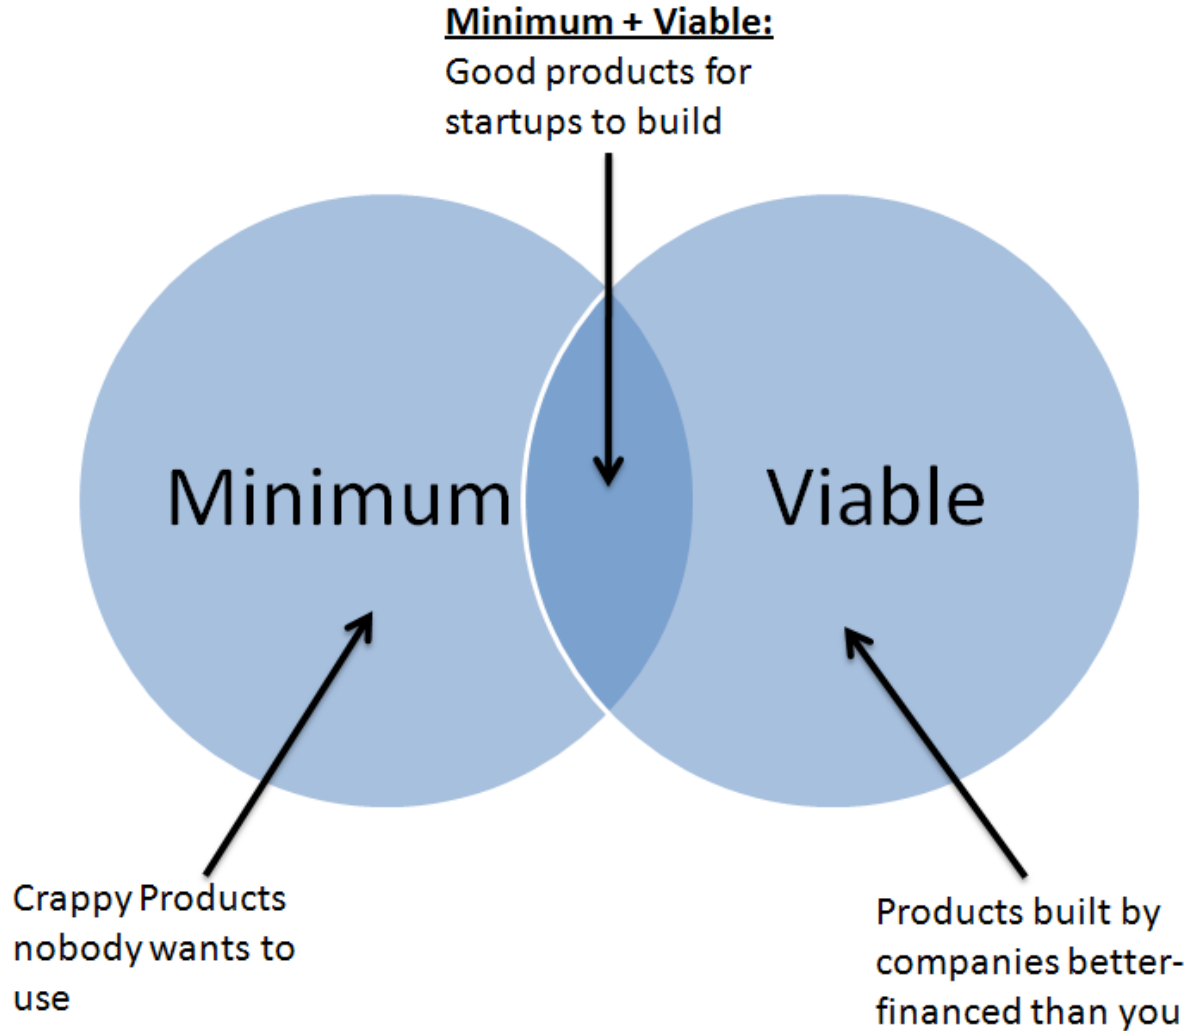 Minimum + Viable:
Good products for
startups to build
Minimum
Viable
Crappy Products
nobody wants to
use
Products built by
companies better-
financed than you